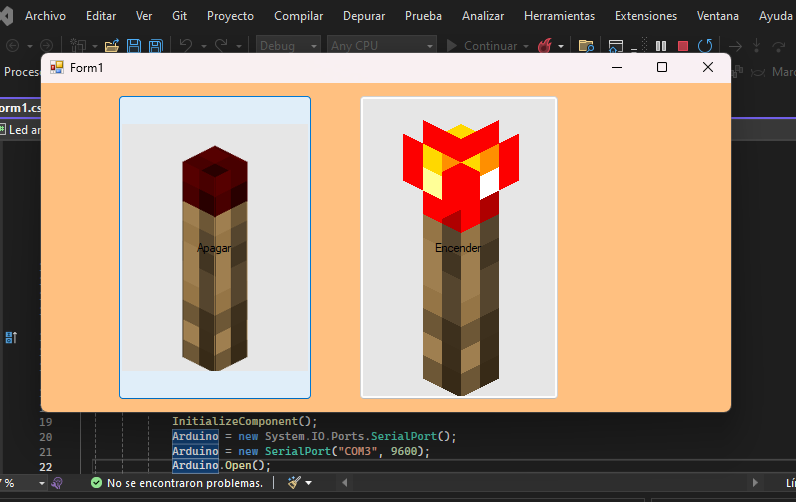 Archivo Editar Ver Git Proyecto Compilar Depurar Prueba Analizar Herramientas Extensiones Ventana Ayuda
Debug Any CPU Continuar
Proces
Form1
orm1.cs
Led ar
Apagar
Encender
19 InitializeComponent();
20 Arduino = new System.IO.Ports.SerialPort();
21 Arduino = new SerialPort("COM3", 9600);
22 Arduino.Open();
7 % No se encontraron problemas.